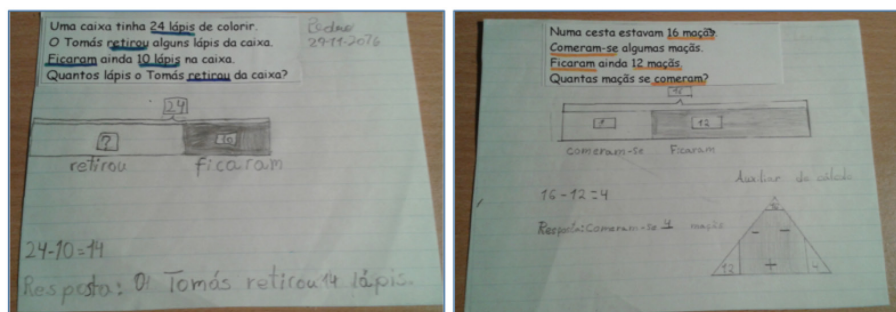 Uma caixa tinha 24 lápis de colorir.
O Tomás retirou alguns lápis da caixa.
Ficaram ainda 10 lápis na caixa.
Quantos lápis o Tomás retirou da caixa?
Pedro
24
?
10
retirou ficaram
24-10=14
Resposta: O Tomás retirou 14 lápis.
Numa cesta estavam 16 maçãs.
Comeram-se algumas maçãs.
Ficaram ainda 12 maçãs.
Quantas maçãs se comeram?
16
12
comeram-se Ficaram
Auxiliar de cálculo
16-12=4
Resposta: Comeram-se 4 maçãs
- -
12 + 4